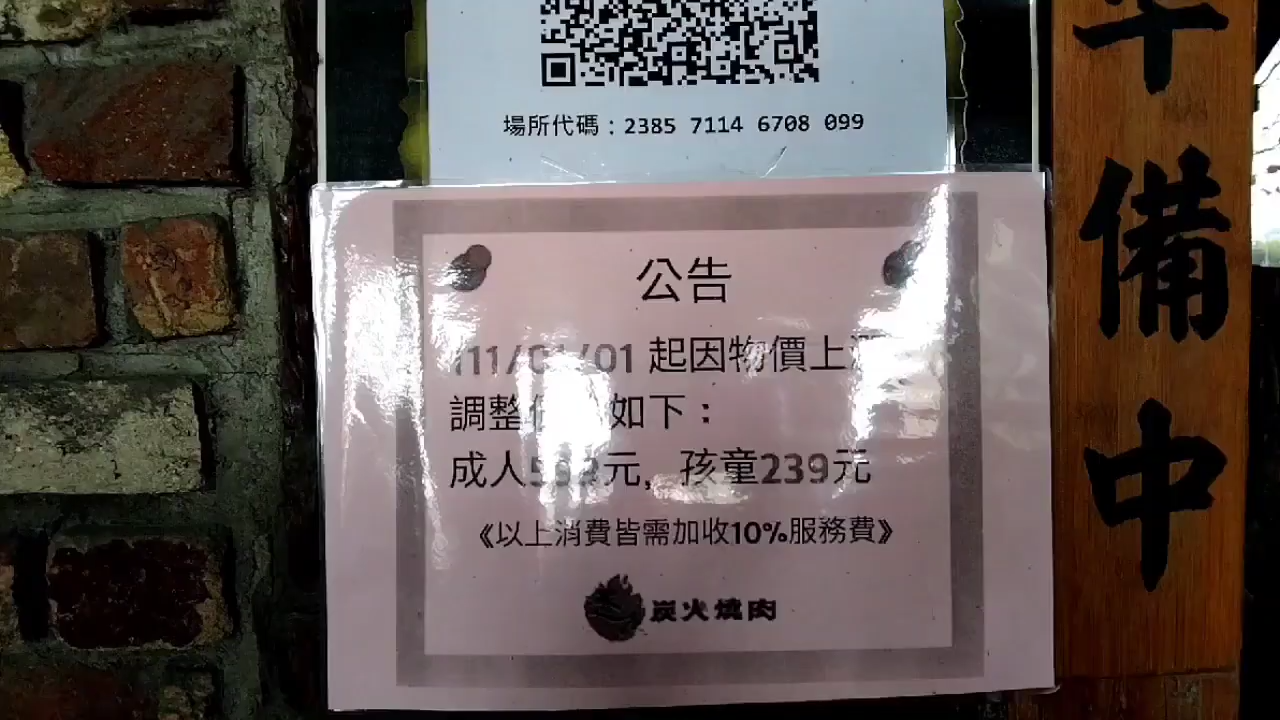 場所代碼：2385 7114 6708 099
公告
111/01/01 起因物價上漲
調整價格如下：
成人 元, 孩童239元
《以上消費皆需加收10%服務費》
炭火燒肉
備中